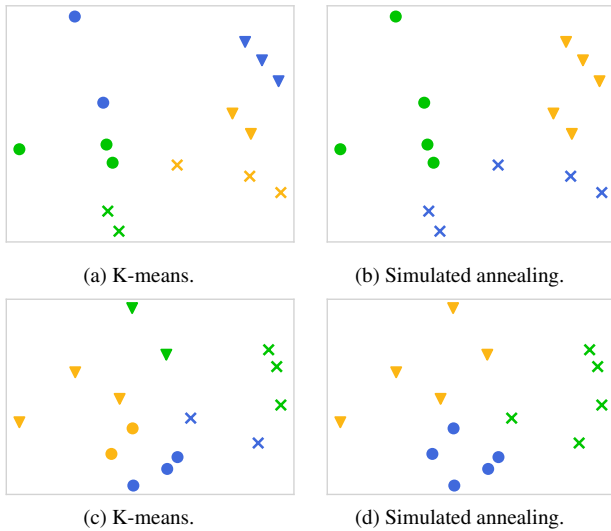 (a) K-means.
(b) Simulated annealing.
(c) K-means.
(d) Simulated annealing.